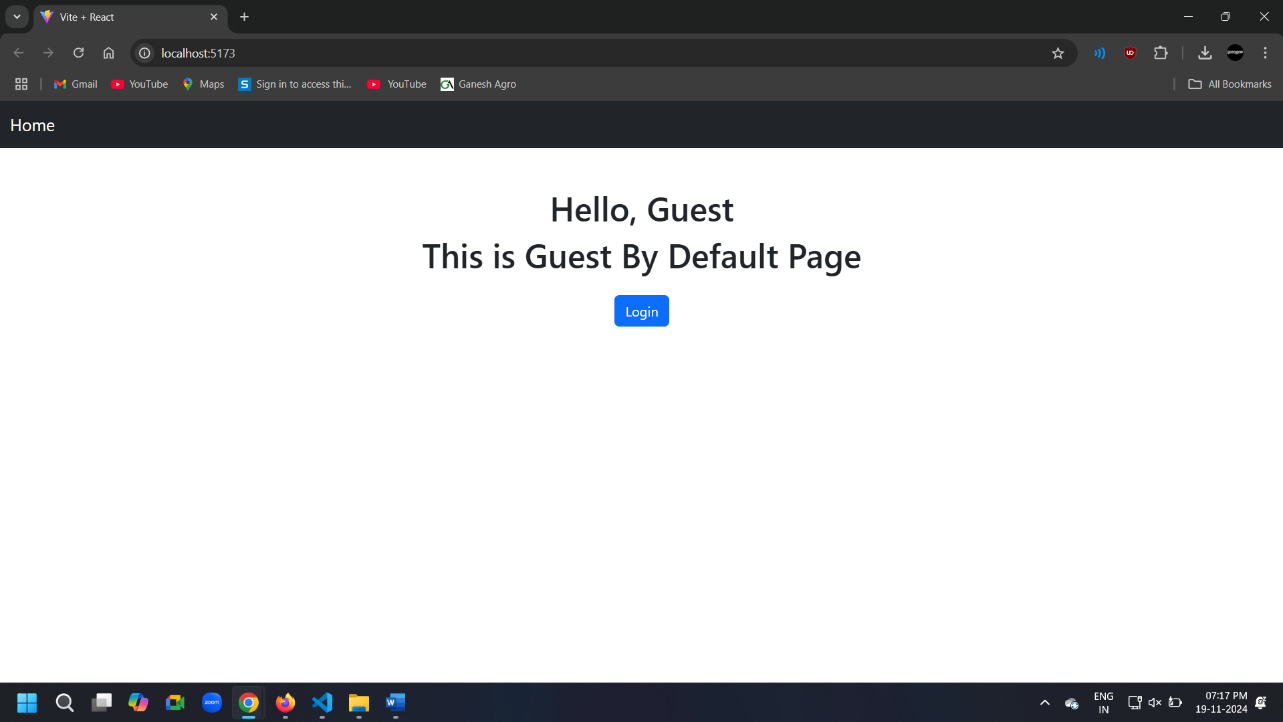 Vite + React
localhost:5173
Gmail YouTube Maps Sign in to access thi... YouTube Ganesh Agro All Bookmarks
Home
Hello, Guest
This is Guest By Default Page
Login
ENG 07:17 PM
IN 19-11-2024